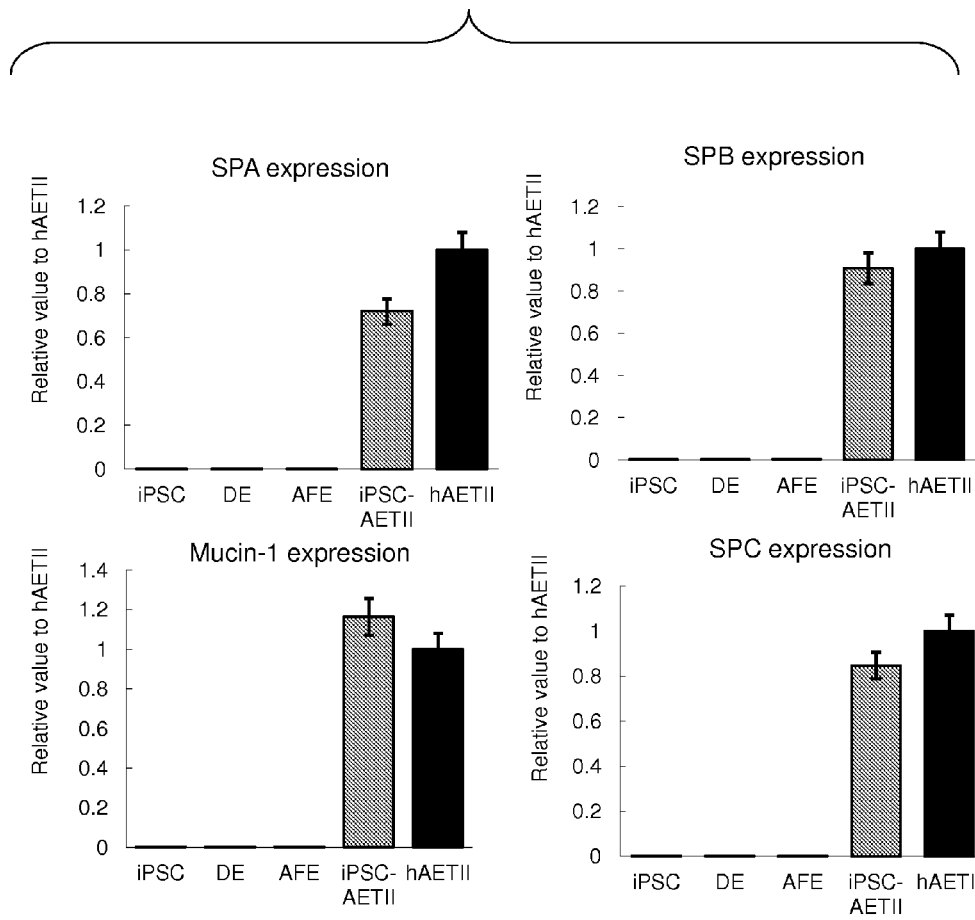 SPA expression
Relative value to hAETII
1.2
1
0.8
0.6
0.4
0.2
0
iPSC DE AFE iPSC- hAETII
AETII
SPB expression
Relative value to hAETII
1.2
1
0.8
0.6
0.4
0.2
0
iPSC DE AFE iPSC- hAETII
AETII
Mucin-1 expression
Relative value to hAETII
1.4
1.2
1
0.8
0.6
0.4
0.2
0
iPSC DE AFE iPSC- hAETII
AETII
SPC expression
Relative value to hAETII
1.2
1
0.8
0.6
0.4
0.2
0
iPSC DE AFE iPSC- hAETI
AETII